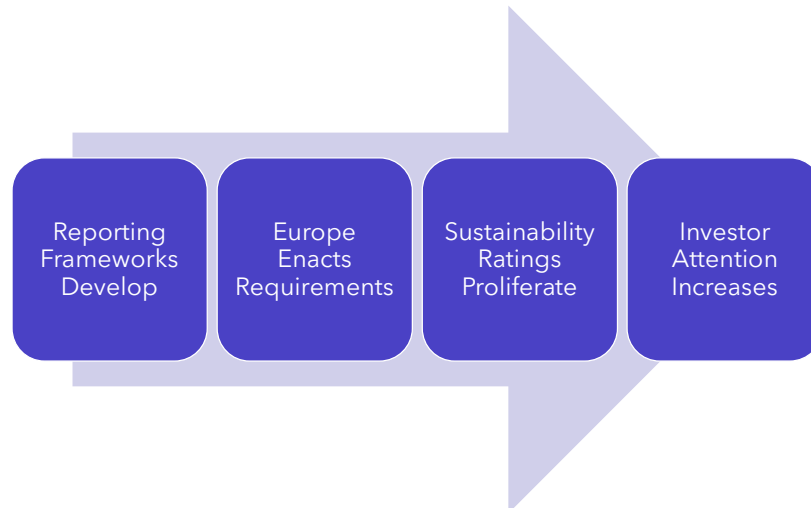 Reporting
Frameworks
Develop
Europe
Enacts
Requirements
Sustainability
Ratings
Proliferate
Investor
Attention
Increases